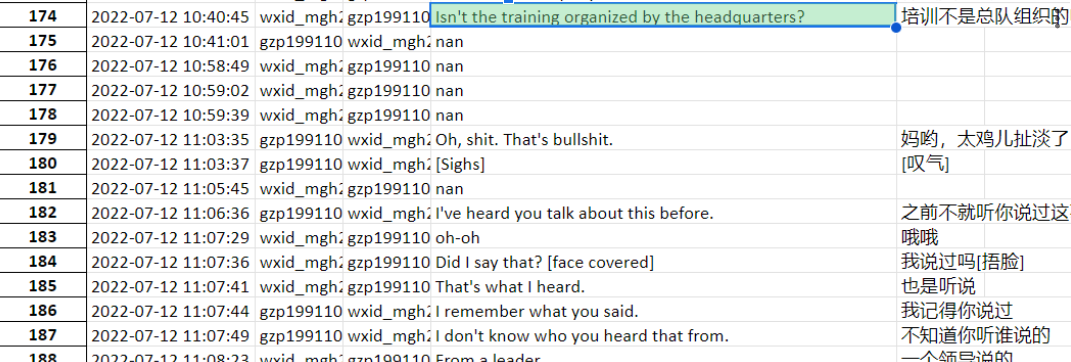 174 2022-07-12 10:40:45 wxid_mgh2 gzp199110 Isn't the training organized by the headquarters? 培训不是总队组织的
175 2022-07-12 10:41:01 gzp199110 wxid_mgh2 nan
176 2022-07-12 10:58:49 wxid_mgh2 gzp199110 nan
177 2022-07-12 10:59:02 wxid_mgh2 gzp199110 nan
178 2022-07-12 10:59:39 wxid_mgh2 gzp199110 nan
179 2022-07-12 11:03:35 gzp199110 wxid_mgh2 Oh, shit. That's bullshit. 妈哟，太鸡儿扯淡了
180 2022-07-12 11:03:37 gzp199110 wxid_mgh2 [Sighs] [叹气]
181 2022-07-12 11:05:45 wxid_mgh2 gzp199110 nan
182 2022-07-12 11:06:36 gzp199110 wxid_mgh2 I've heard you talk about this before. 之前不就听你说过这
183 2022-07-12 11:07:29 wxid_mgh2 gzp199110 oh-oh 哦哦
184 2022-07-12 11:07:36 wxid_mgh2 gzp199110 Did I say that? [face covered] 我说过吗[捂脸]
185 2022-07-12 11:07:41 wxid_mgh2 gzp199110 That's what I heard. 也是听说
186 2022-07-12 11:07:44 gzp199110 wxid_mgh2 I remember what you said. 我记得你说过
187 2022-07-12 11:07:49 gzp199110 wxid_mgh2 I don't know who you heard that from. 不知道你听谁说的
188 2022-07-12 11:08:23 wxid_mgh2 gzp199110 From a leader 一个领导说的